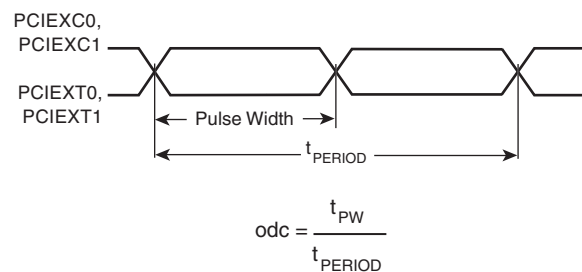 PCIEXC0,
PCIEXC1
PCIEXT0,
PCIEXT1
Pulse Width
tPERIOD
odc = tPW / tPERIOD